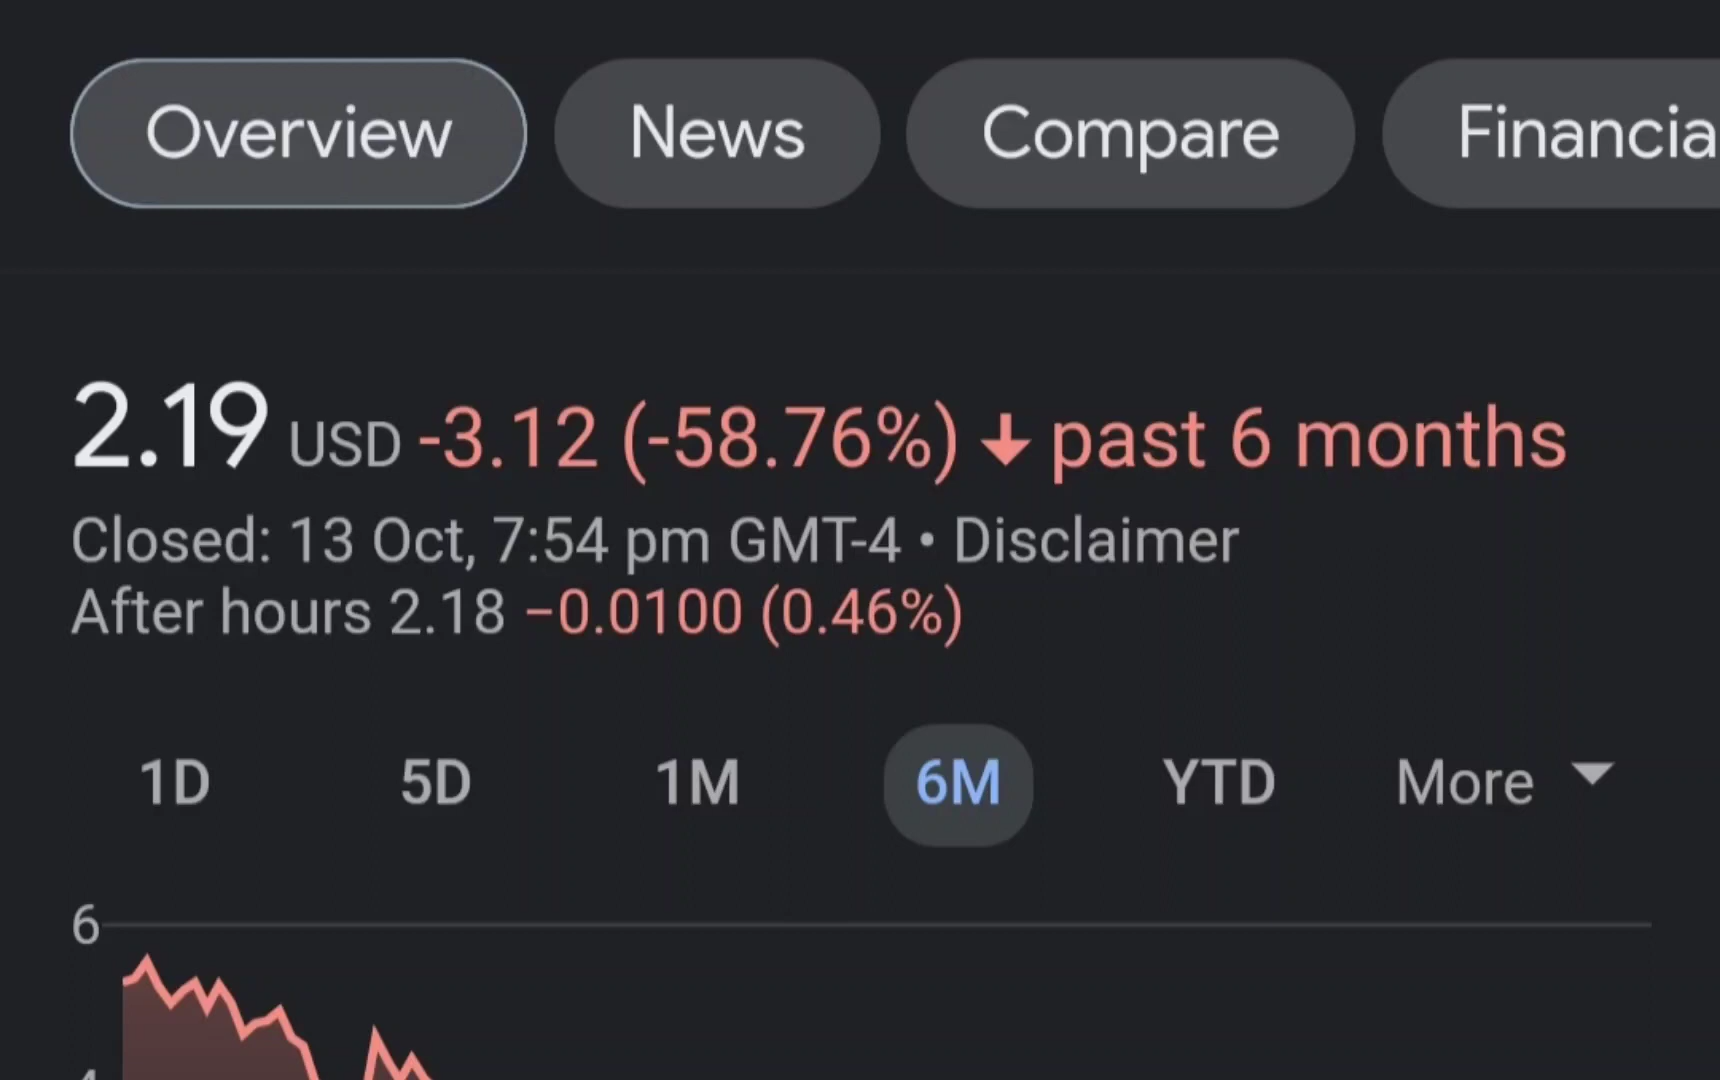 Overview News Compare Financia
2.19 USD -3.12 (-58.76%) ↓ past 6 months
Closed: 13 Oct, 7:54 pm GMT-4 • Disclaimer
After hours 2.18 −0.0100 (0.46%)
1D 5D 1M 6M YTD More
6
4